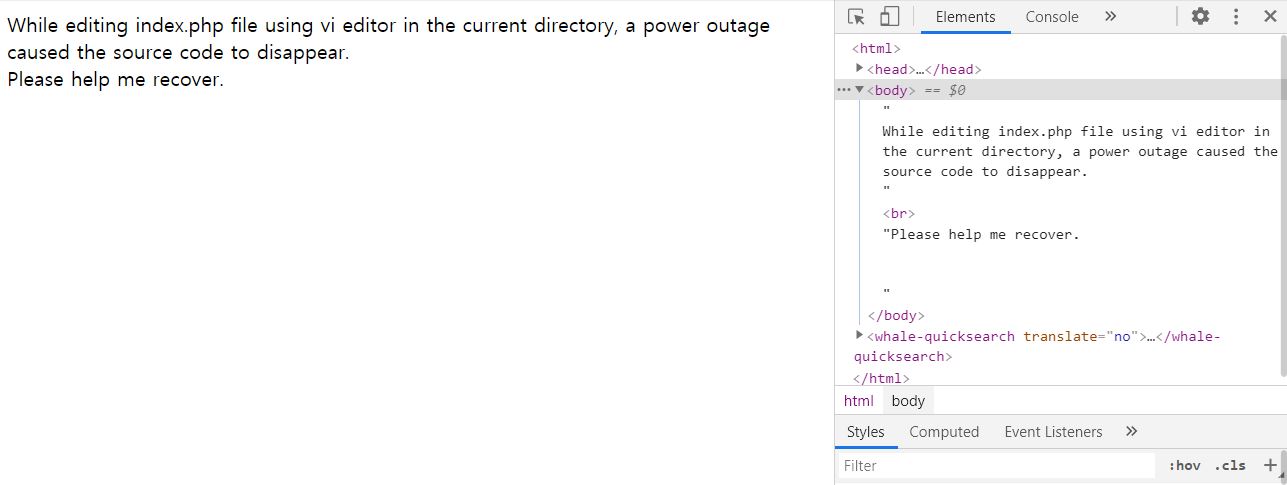 While editing index.php file using vi editor in the current directory, a power outage
caused the source code to disappear.
Please help me recover.
Elements
Console
<html>
<head>…</head>
<body> == $0
"
While editing index.php file using vi editor in
the current directory, a power outage caused the
source code to disappear.
"
<br>
"Please help me recover.
"
</body>
<whale-quicksearch translate="no">…</whale-
quicksearch>
</html>
html body
Styles Computed Event Listeners
Filter :hov .cls